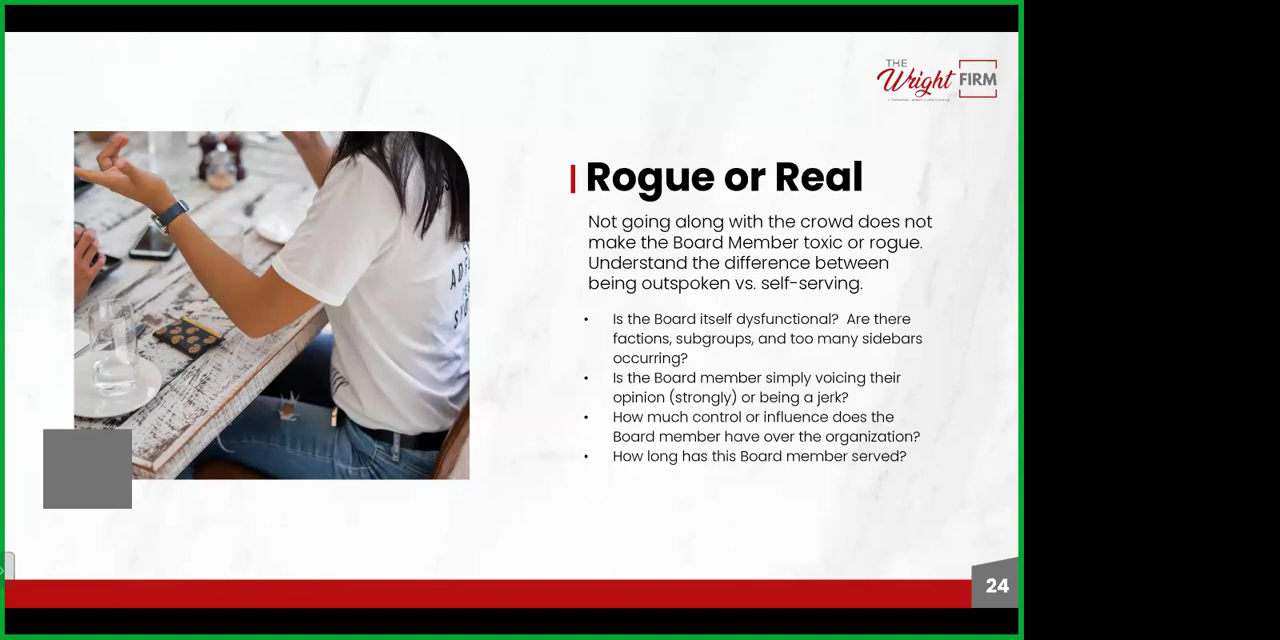 THE
Wright FIRM
Rogue or Real
Not going along with the crowd does not
make the Board Member toxic or rogue.
Understand the difference between
being outspoken vs. self-serving.
• Is the Board itself dysfunctional?  Are there
factions, subgroups, and too many sidebars
occurring?
• Is the Board member simply voicing their
opinion (strongly) or being a jerk?
• How much control or influence does the
Board member have over the organization?
• How long has this Board member served?
24